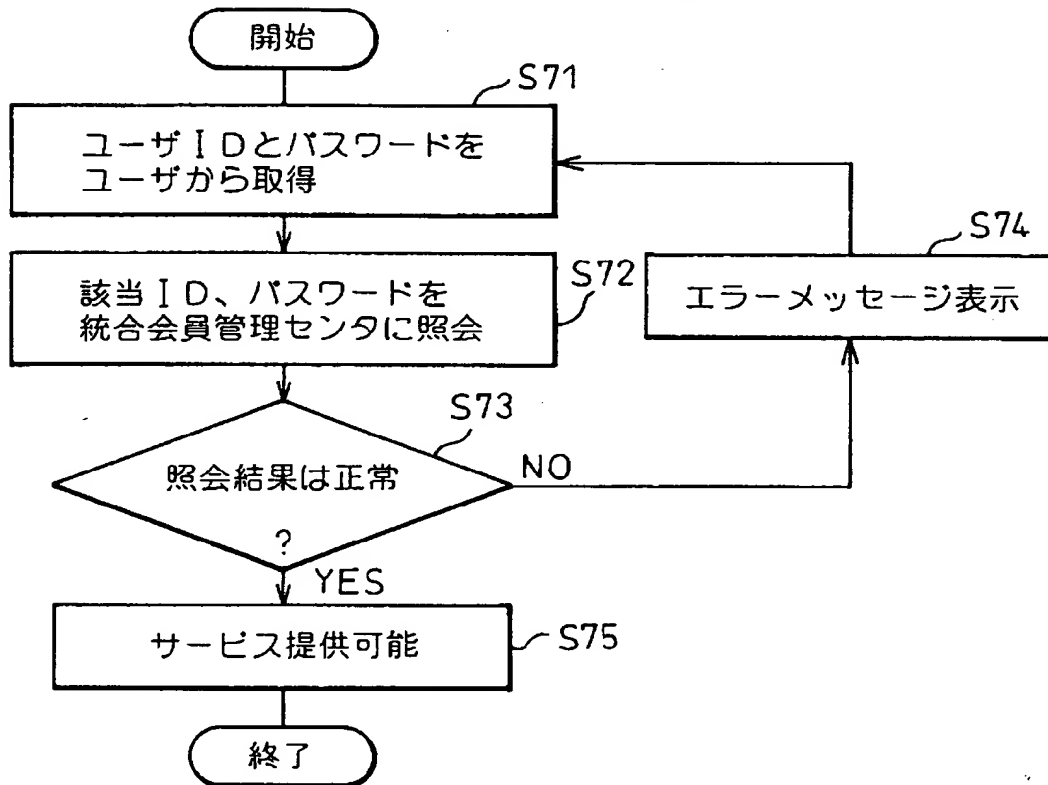 開始
S71
ユーザIDとパスワードを
ユーザから取得
S72
該当ID、パスワードを
統合会員管理センタに照会
S74
エラーメッセージ表示
S73
照会結果は正常
?
NO
YES
サービス提供可能
S75
終了